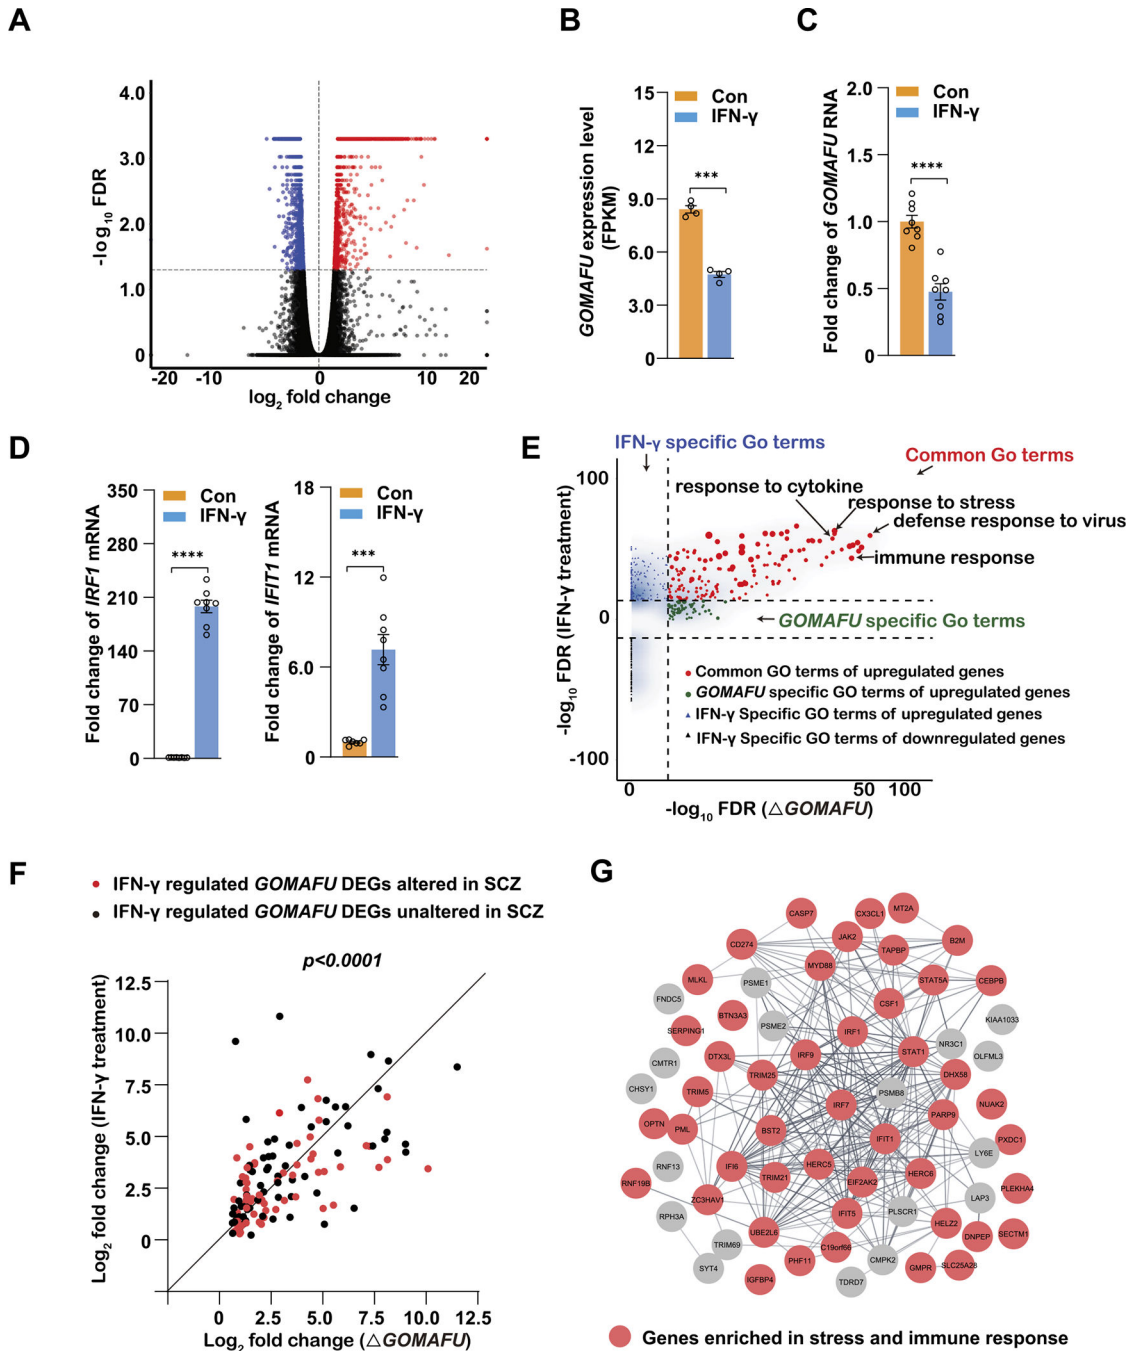 A
4.0
3.0
2.0
1.0
0
-log10 FDR
-20 -10 0 10 20
log2 fold change
B
Con
IFN-γ
15
12
9.0
6.0
3.0
0
***
GOMAFU expression level
(FPKM)
C
Con
IFN-γ
2.0
1.5
1.0
0.5
0
****
Fold change of GOMAFU RNA
D
Con
IFN-γ
350
280
210
140
70
0
****
Fold change of IRF1 mRNA
Con
IFN-γ
18
12
6.0
0
***
Fold change of IFIT1 mRNA
E
IFN-γ specific Go terms
Common Go terms
response to cytokine
response to stress
defense response to virus
immune response
GOMAFU specific Go terms
100
0
-100
-log10 FDR (IFN-γ treatment)
Common GO terms of upregulated genes
GOMAFU specific GO terms of upregulated genes
IFN-γ Specific GO terms of upregulated genes
IFN-γ Specific GO terms of downregulated genes
0 50 100
-log10 FDR (△GOMAFU)
F
IFN-γ regulated GOMAFU DEGs altered in SCZ
IFN-γ regulated GOMAFU DEGs unaltered in SCZ
p<0.0001
12.5
10.0
7.5
5.0
2.5
0
Log2 fold change (IFN-γ treatment)
0 2.5 5.0 7.5 10.0 12.5
Log2 fold change (△GOMAFU)
G
CASP7
CX3CL1
MT2A
CD274
JAK2
TAPBP
B2M
MYD88
MLKL
PSME1
STAT5A
CEBPB
FNDC5
CSF1
BTN3A3
KIAA1033
SERPING1
PSME2
IRF1
NR3C1
OLFML3
CMTR1
DTX3L
IRF9
STAT1
TRIM25
DHX58
CHSY1
TRIM5
PSMB8
NUAK2
IRF7
PARP9
OPTN
PML
BST2
IFIT1
PXDC1
LY6E
RNF13
IFI6
HERC5
TRIM21
EIF2AK2
HERC6
RNF19B
PLEKHA4
ZC3HAV1
LAP3
RPH3A
IFIT5
PLSCR1
UBE2L6
HELZ2
DNPEP
SECTM1
TRIM69
C19orf66
SYT4
PHF11
CMPK2
GMPR
SLC25A28
IGFBP4
TDRD7
Genes enriched in stress and immune response